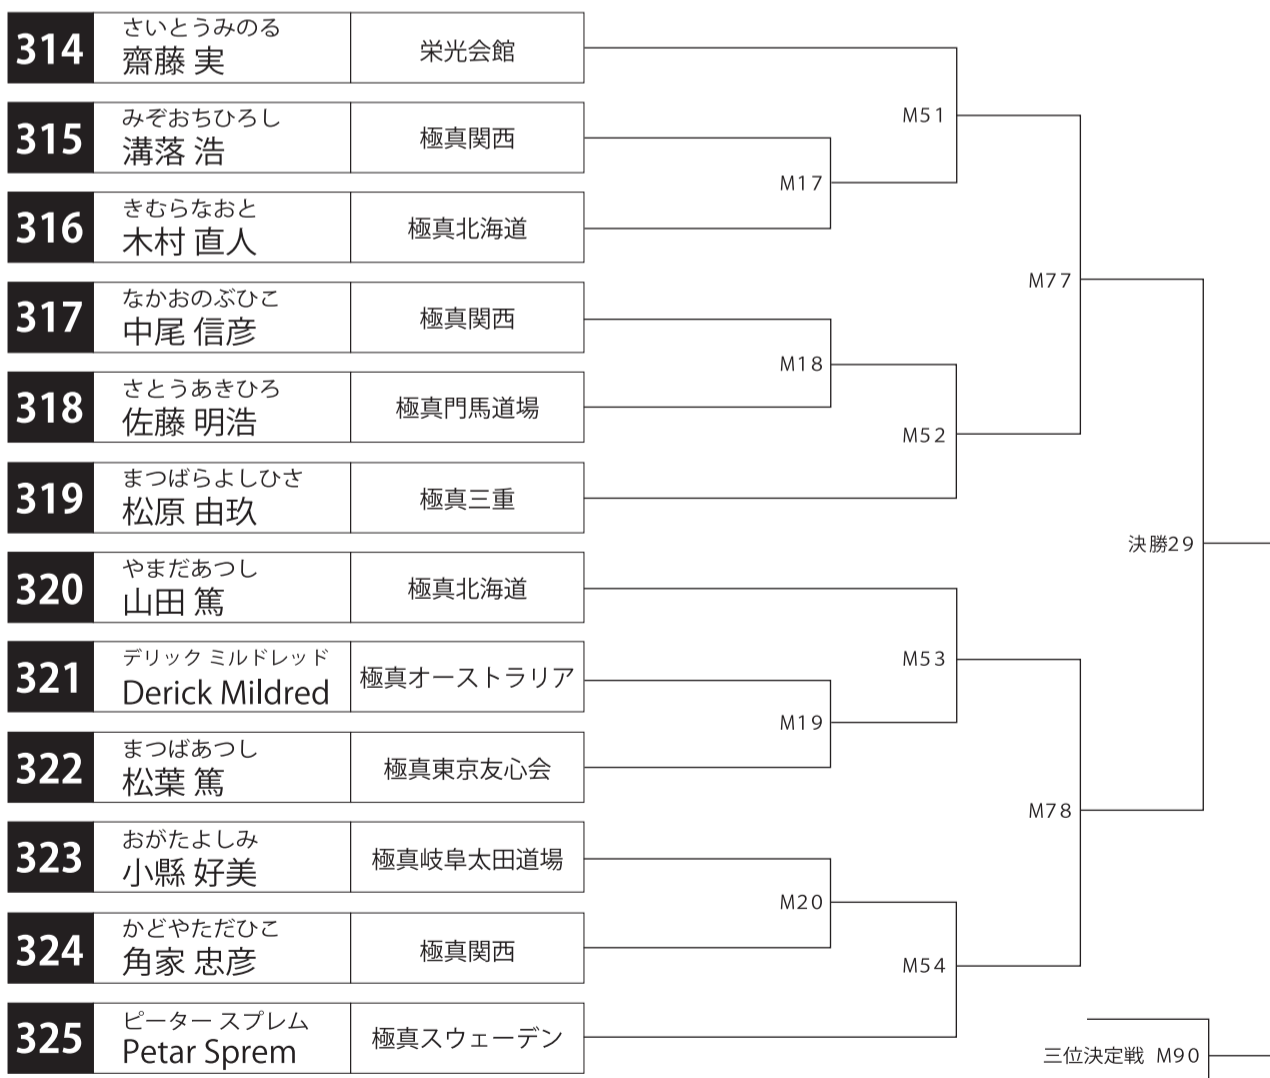 314
さいとうみのる
齋藤 実
栄光会館
315
みぞおちひろし
溝落 浩
極真関西
316
きむらなおと
木村 直人
極真北海道
317
なかおのぶひこ
中尾 信彦
極真関西
318
さとうあきひろ
佐藤 明浩
極真門馬道場
319
まつばらよしひさ
松原 由玖
極真三重
320
やまだあつし
山田 篤
極真北海道
321
デリック ミルドレッド
Derick Mildred
極真オーストラリア
322
まつばあつし
松葉 篤
極真東京友心会
323
おがたよしみ
小縣 好美
極真岐阜太田道場
324
かどやただひこ
角家 忠彦
極真関西
325
ピーター スプレム
Petar Sprem
極真スウェーデン
M17
M18
M19
M20
M51
M52
M53
M54
M77
M78
決勝29
三位決定戦 M90